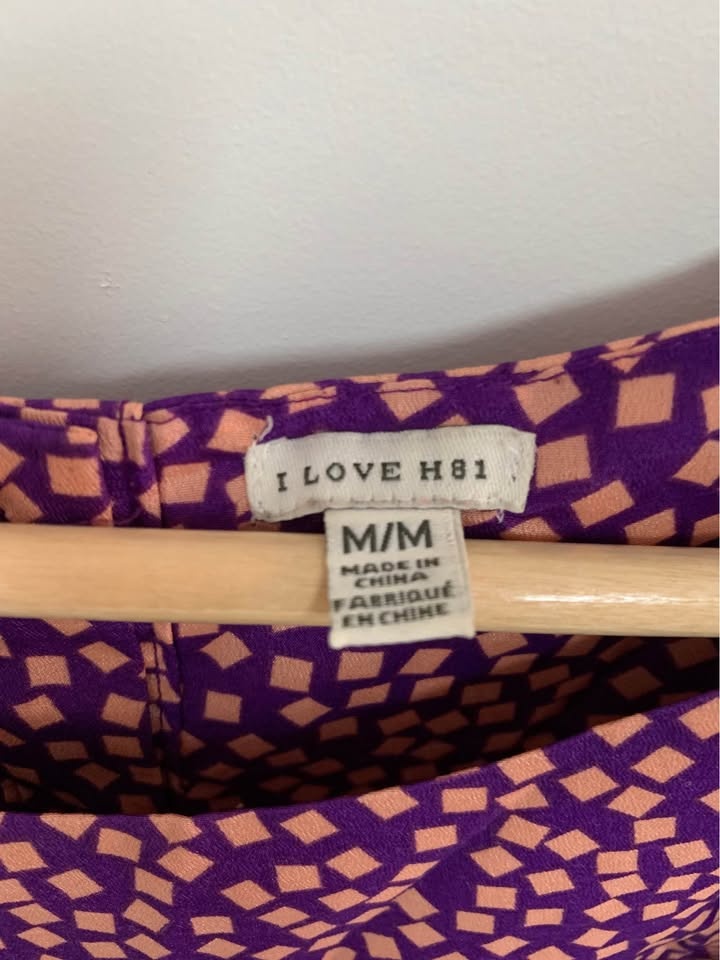 I LOVE H81
M/M
MADE IN
CHINA
FABRIQUÉ
EN CHINE